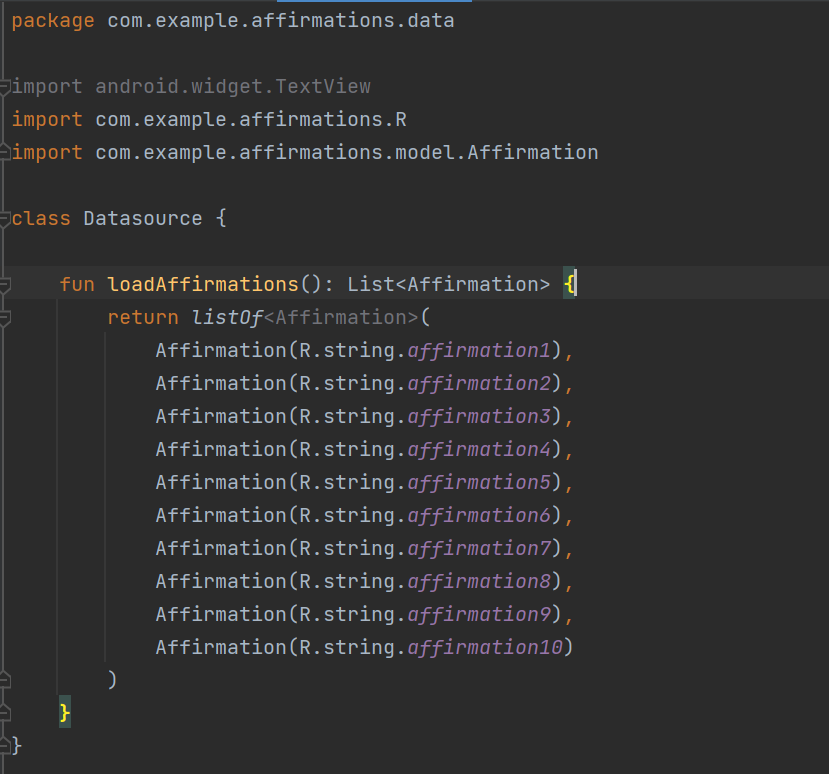 package com.example.affirmations.data
import android.widget.TextView
import com.example.affirmations.R
import com.example.affirmations.model.Affirmation
class Datasource {
fun loadAffirmations(): List<Affirmation> {
return listOf<Affirmation>(
Affirmation(R.string.affirmation1),
Affirmation(R.string.affirmation2),
Affirmation(R.string.affirmation3),
Affirmation(R.string.affirmation4),
Affirmation(R.string.affirmation5),
Affirmation(R.string.affirmation6),
Affirmation(R.string.affirmation7),
Affirmation(R.string.affirmation8),
Affirmation(R.string.affirmation9),
Affirmation(R.string.affirmation10)
)
}
}